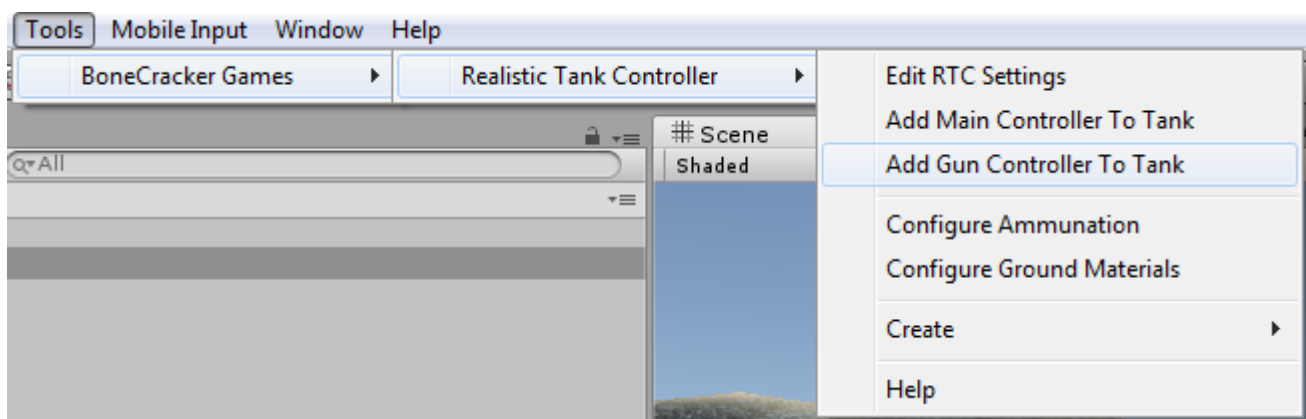 Tools Mobile Input Window Help
BoneCracker Games
Realistic Tank Controller
Edit RTC Settings
Add Main Controller To Tank
Add Gun Controller To Tank
Configure Ammunation
Configure Ground Materials
Create
Help
All
Scene
Shaded